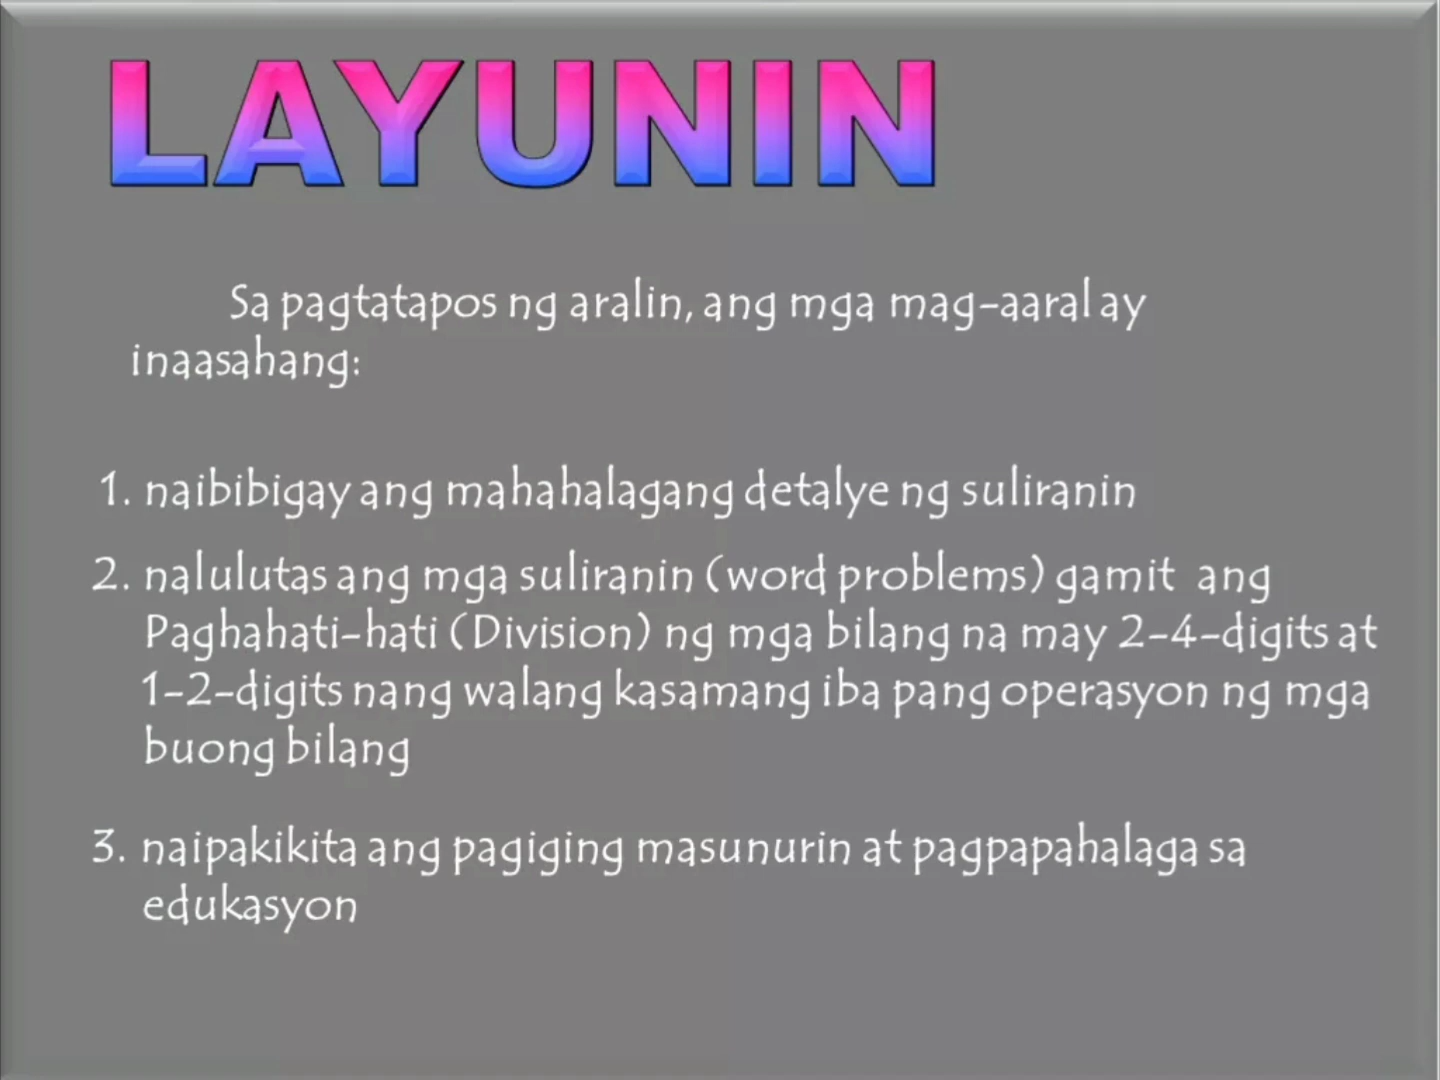 LAYUNIN
Sa pagtatapos ng aralin, ang mga mag-aaral ay
inaasahang:
1. naibibigay ang mahahalagang detalye ng suliranin
2. nalulutas ang mga suliranin (word problems) gamit ang
Paghahati-hati (Division) ng mga bilang na may 2-4-digits at
1-2-digits nang walang kasamang iba pang operasyon ng mga
buong bilang
3. naipakikita ang pagiging masunurin at pagpapahalaga sa
edukasyon